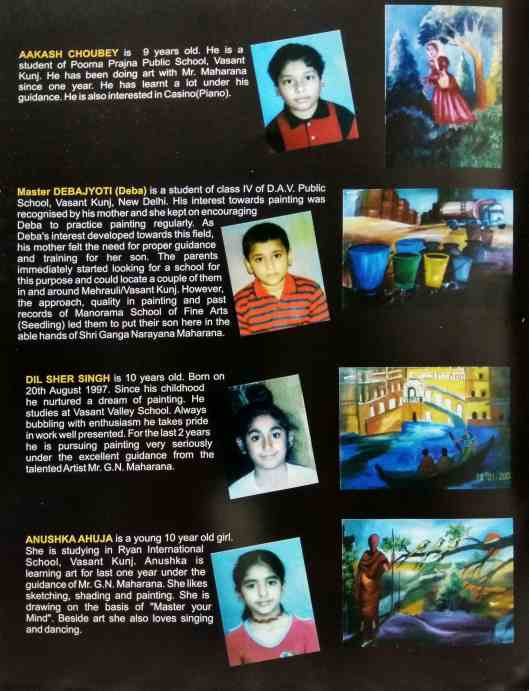 AAKASH CHOUBEY is 9 years old. He is a
student of Poorna Prajna Public School, Vasant
Kunj. He has been doing art with Mr. Maharana
since one year. He has learnt a lot under his
guidance. He is also interested in Casino(Piano).
Master DEBAJYOTI (Deba) is a student of class IV of D.A.V. Public
School, Vasant Kunj, New Delhi. His interest towards painting was
recognised by his mother and she kept on encouraging
Deba to practice painting regularly. As
Deba's interest developed towards this field,
his mother felt the need for proper guidance
and training for her son. The parents
immediately started looking for a school for
this purpose and could locate a couple of them
in and around Mehrauli/Vasant Kunj. However,
the approach, quality in painting and past
records of Manorama School of Fine Arts
(Seedling) led them to put their son here in the
able hands of Shri Ganga Narayana Maharana.
DIL SHER SINGH is 10 years old. Born on
20th August 1997. Since his childhood
he nurtured a dream of painting. He
studies at Vasant Valley School. Always
bubbling with enthusiasm he takes pride
in work well presented. For the last 2 years
he is pursuing painting very seriously
under the excellent guidance from the
talented Artist Mr. G.N. Maharana.
ANUSHKA AHUJA is a young 10 year old girl.
She is studying in Ryan International
School, Vasant Kunj. Anushka is
learning art for last one year under the
guidance of Mr. G.N. Maharana. She likes
sketching, shading and painting. She is
drawing on the basis of "Master your
Mind". Beside art she also loves singing
and dancing.